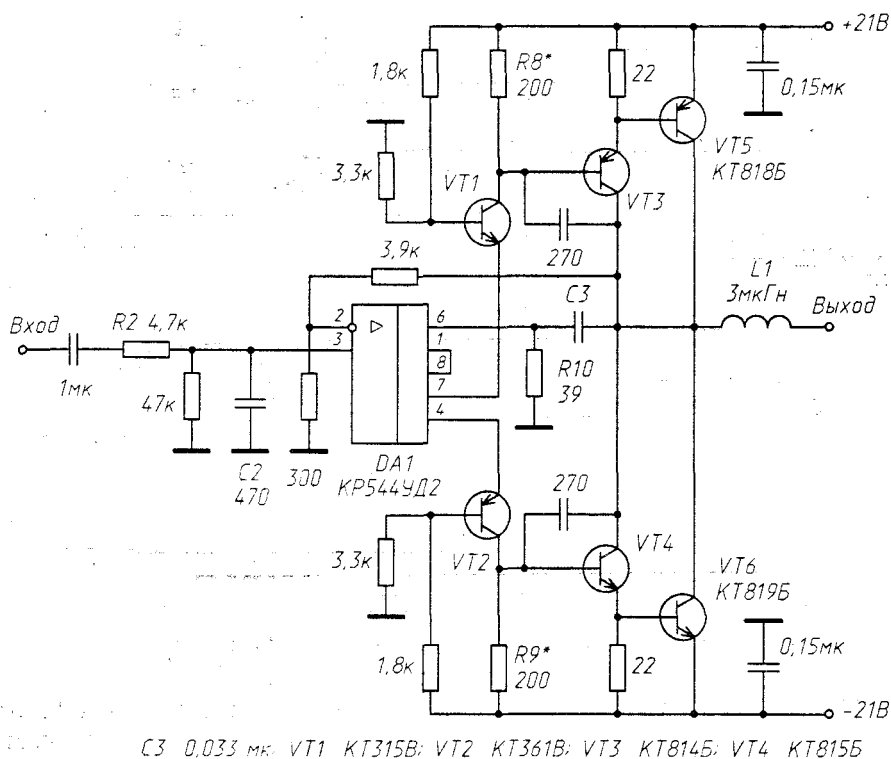 +21В
1,8к
R8*
200
22
0,15мк
VT5
КТ818Б
3,3к
VT1
VT3
3,9к
270
L1
3мкГн
C3
Вход
R2 4,7к
2
3
6
1
8
7
4
Выход
1мк
47к
C2
470
300
R10
39
DA1
КР544УД2
270
3,3к
VT2
VT4
VT6
КТ819Б
1,8к
R9*
200
22
0,15мк
-21В
C3 0,033 мк; VT1 КТ315В; VT2 КТ361В; VT3 КТ814Б; VT4 КТ815Б